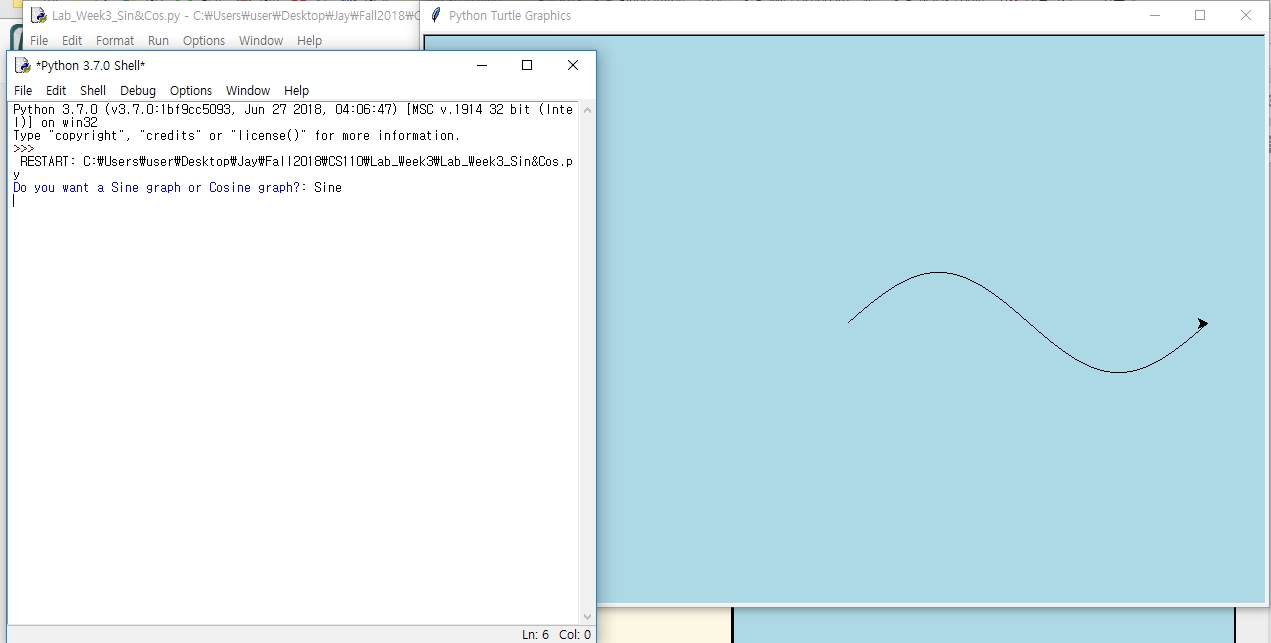 Lab_Week3_Sin&Cos.py - C:₩Users₩user₩Desktop₩Jay₩Fall2018₩C
File Edit Format Run Options Window Help
Python Turtle Graphics
*Python 3.7.0 Shell*
File Edit Shell Debug Options Window Help
Python 3.7.0 (v3.7.0:1bf9cc5093, Jun 27 2018, 04:06:47) [MSC v.1914 32 bit (Inte
l)] on win32
Type "copyright", "credits" or "license()" for more information.
>>>
RESTART: C:₩Users₩user₩Desktop₩Jay₩Fall2018₩CS110₩Lab_Week3₩Lab_Week3_Sin&Cos.p
y
Do you want a Sine graph or Cosine graph?: Sine
Ln: 6 Col: 0